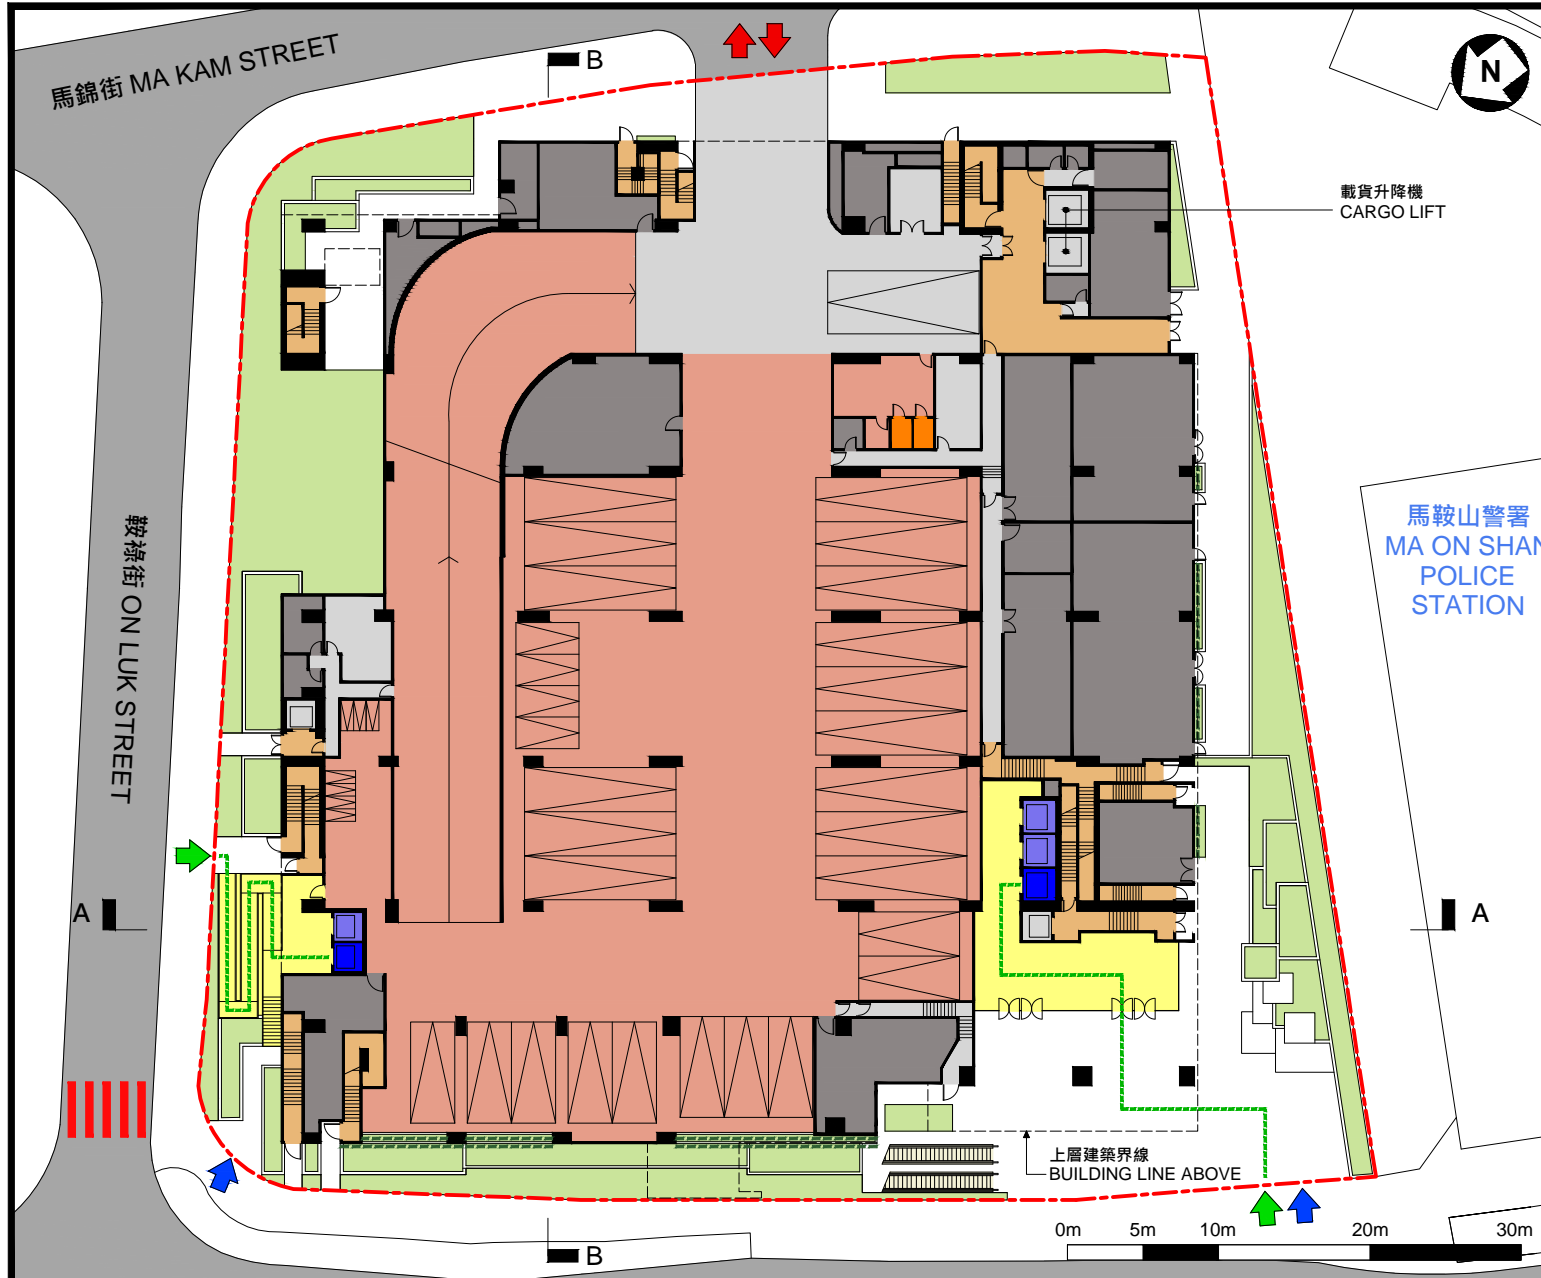 馬錦街 MA KAM STREET
B
N
載貨升降機
CARGO LIFT
馬鞍山警署
MA ON SHAN
POLICE
STATION
鞍祿街 ON LUK STREET
A
A
上層建築界線
BUILDING LINE ABOVE
B
0m 5m 10m 20m 30m